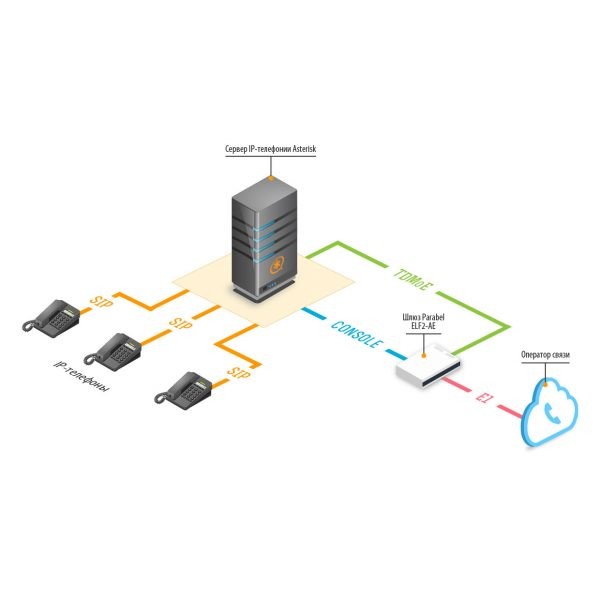 Сервер IP-телефонии Asterisk
TDMoE
SIP
SIP
CONSOLE
Шлюз Parabel
ELF2-AE
Оператор связи
IP-телефоны
SIP
E1